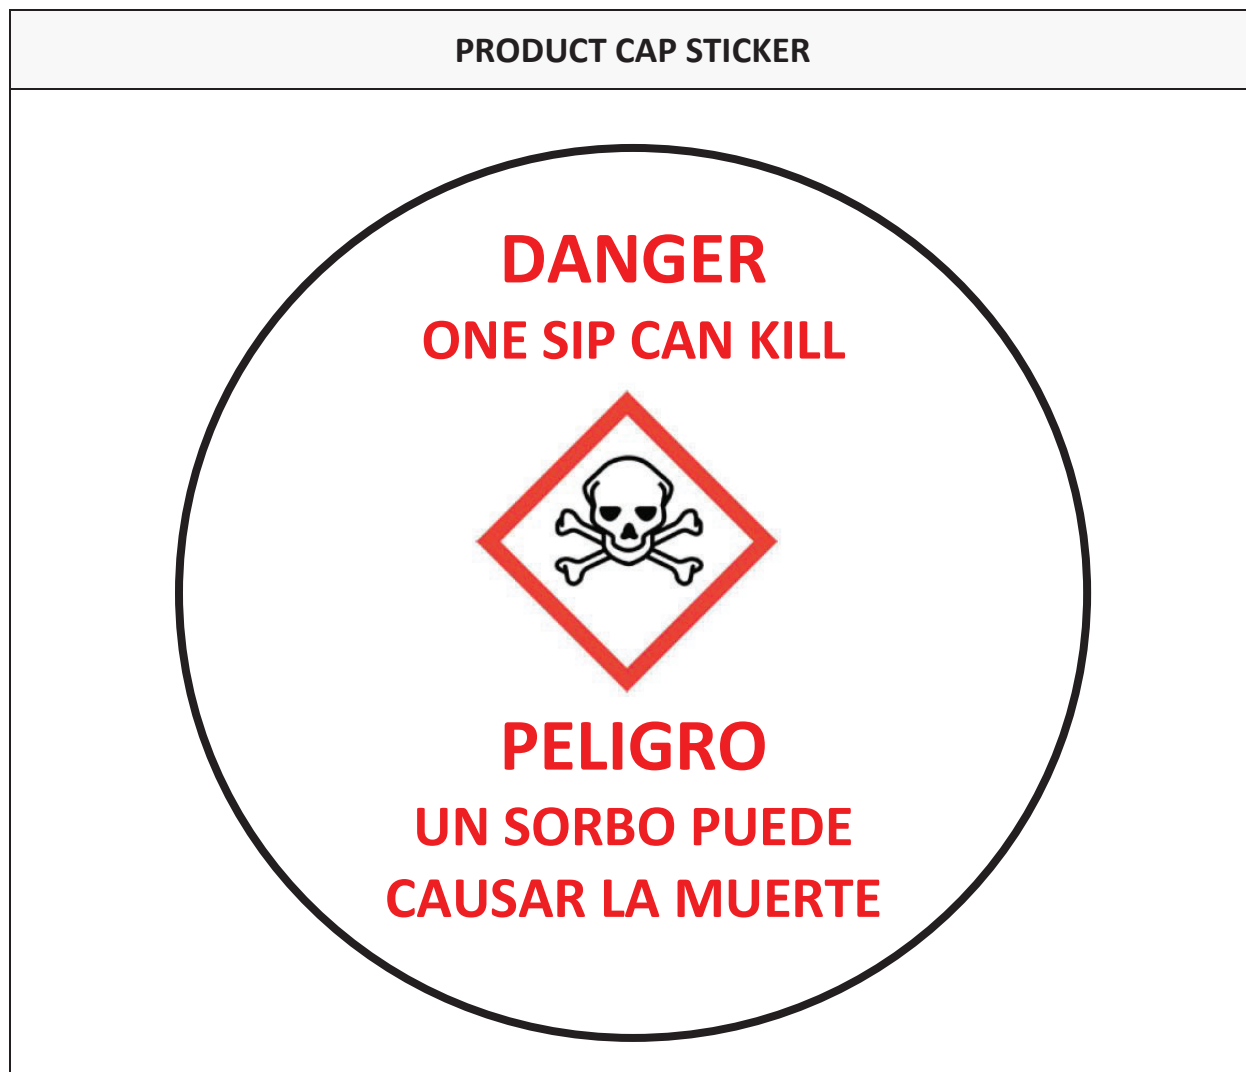 PRODUCT CAP STICKER
DANGER
ONE SIP CAN KILL
PELIGRO
UN SORBO PUEDE
CAUSAR LA MUERTE